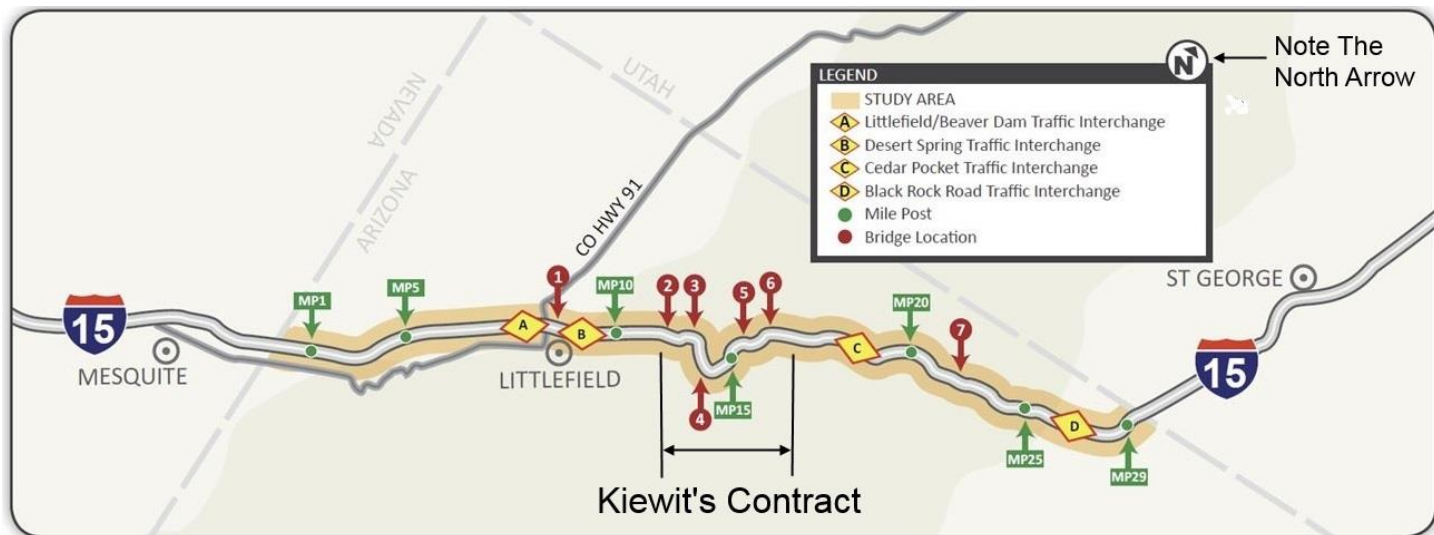 Note The
North Arrow
N
LEGEND
STUDY AREA
A Littlefield/Beaver Dam Traffic Interchange
B Desert Spring Traffic Interchange
C Cedar Pocket Traffic Interchange
D Black Rock Road Traffic Interchange
Mile Post
Bridge Location
NEVADA
ARIZONA
UTAH
CO HWY 91
ST GEORGE
15
MESQUITE
MP1
MP5
A
1
B
LITTLEFIELD
MP10
2
3
4
MP15
5
6
C
MP20
7
MP25
D
MP29
15
Kiewit's Contract